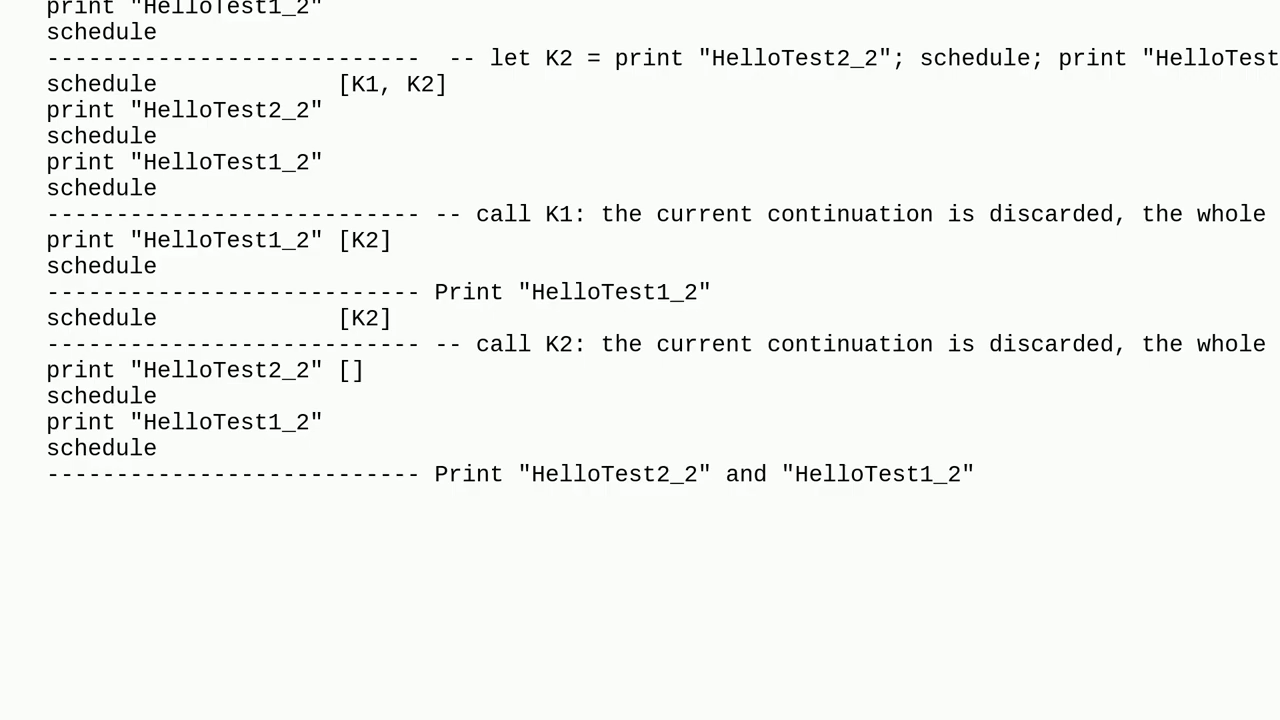 print "HelloTest1_2"
schedule
---------------------------  -- let K2 = print "HelloTest2_2"; schedule; print "HelloTest
schedule             [K1, K2]
print "HelloTest2_2"
schedule
print "HelloTest1_2"
schedule
--------------------------- -- call K1: the current continuation is discarded, the whole
print "HelloTest1_2" [K2]
schedule
--------------------------- Print "HelloTest1_2"
schedule             [K2]
--------------------------- -- call K2: the current continuation is discarded, the whole
print "HelloTest2_2" []
schedule
print "HelloTest1_2"
schedule
--------------------------- Print "HelloTest2_2" and "HelloTest1_2"